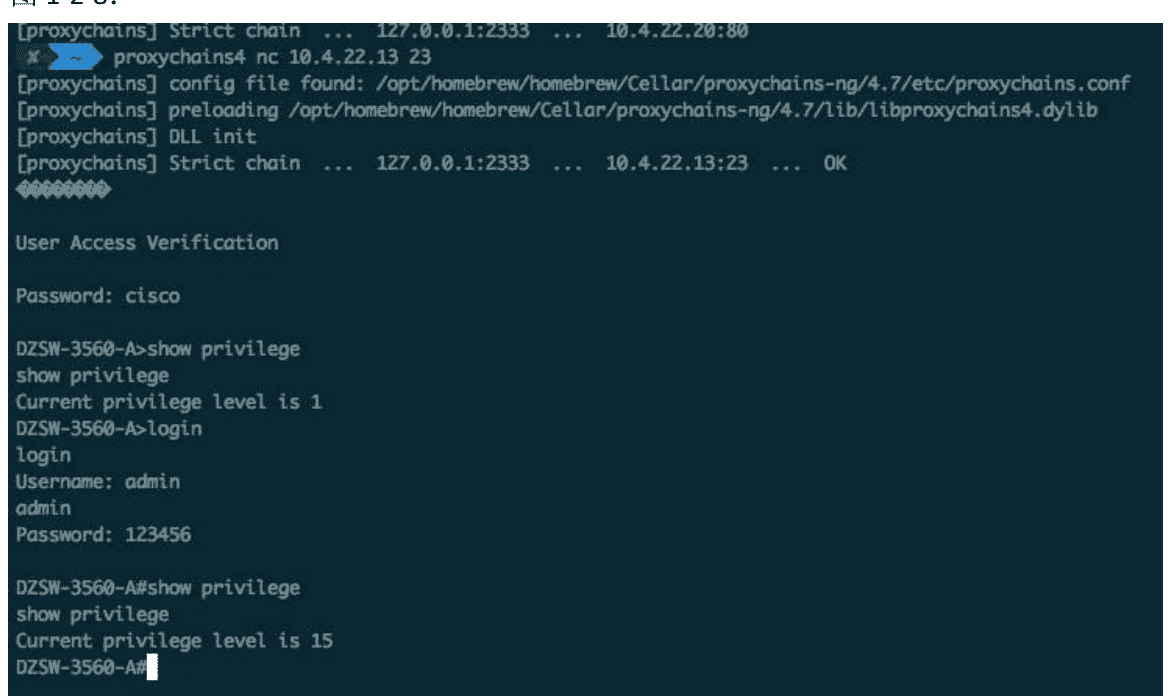 [proxychains] Strict chain ... 127.0.0.1:2333 ... 10.4.22.20:80
✘ ~ proxychains4 nc 10.4.22.13 23
[proxychains] config file found: /opt/homebrew/homebrew/Cellar/proxychains-ng/4.7/etc/proxychains.conf
[proxychains] preloading /opt/homebrew/homebrew/Cellar/proxychains-ng/4.7/lib/libproxychains4.dylib
[proxychains] DLL init
[proxychains] Strict chain ... 127.0.0.1:2333 ... 10.4.22.13:23 ... OK
���������
User Access Verification
Password: cisco
DZSW-3560-A>show privilege
show privilege
Current privilege level is 1
DZSW-3560-A>login
login
Username: admin
admin
Password: 123456
DZSW-3560-A#show privilege
show privilege
Current privilege level is 15
DZSW-3560-A#